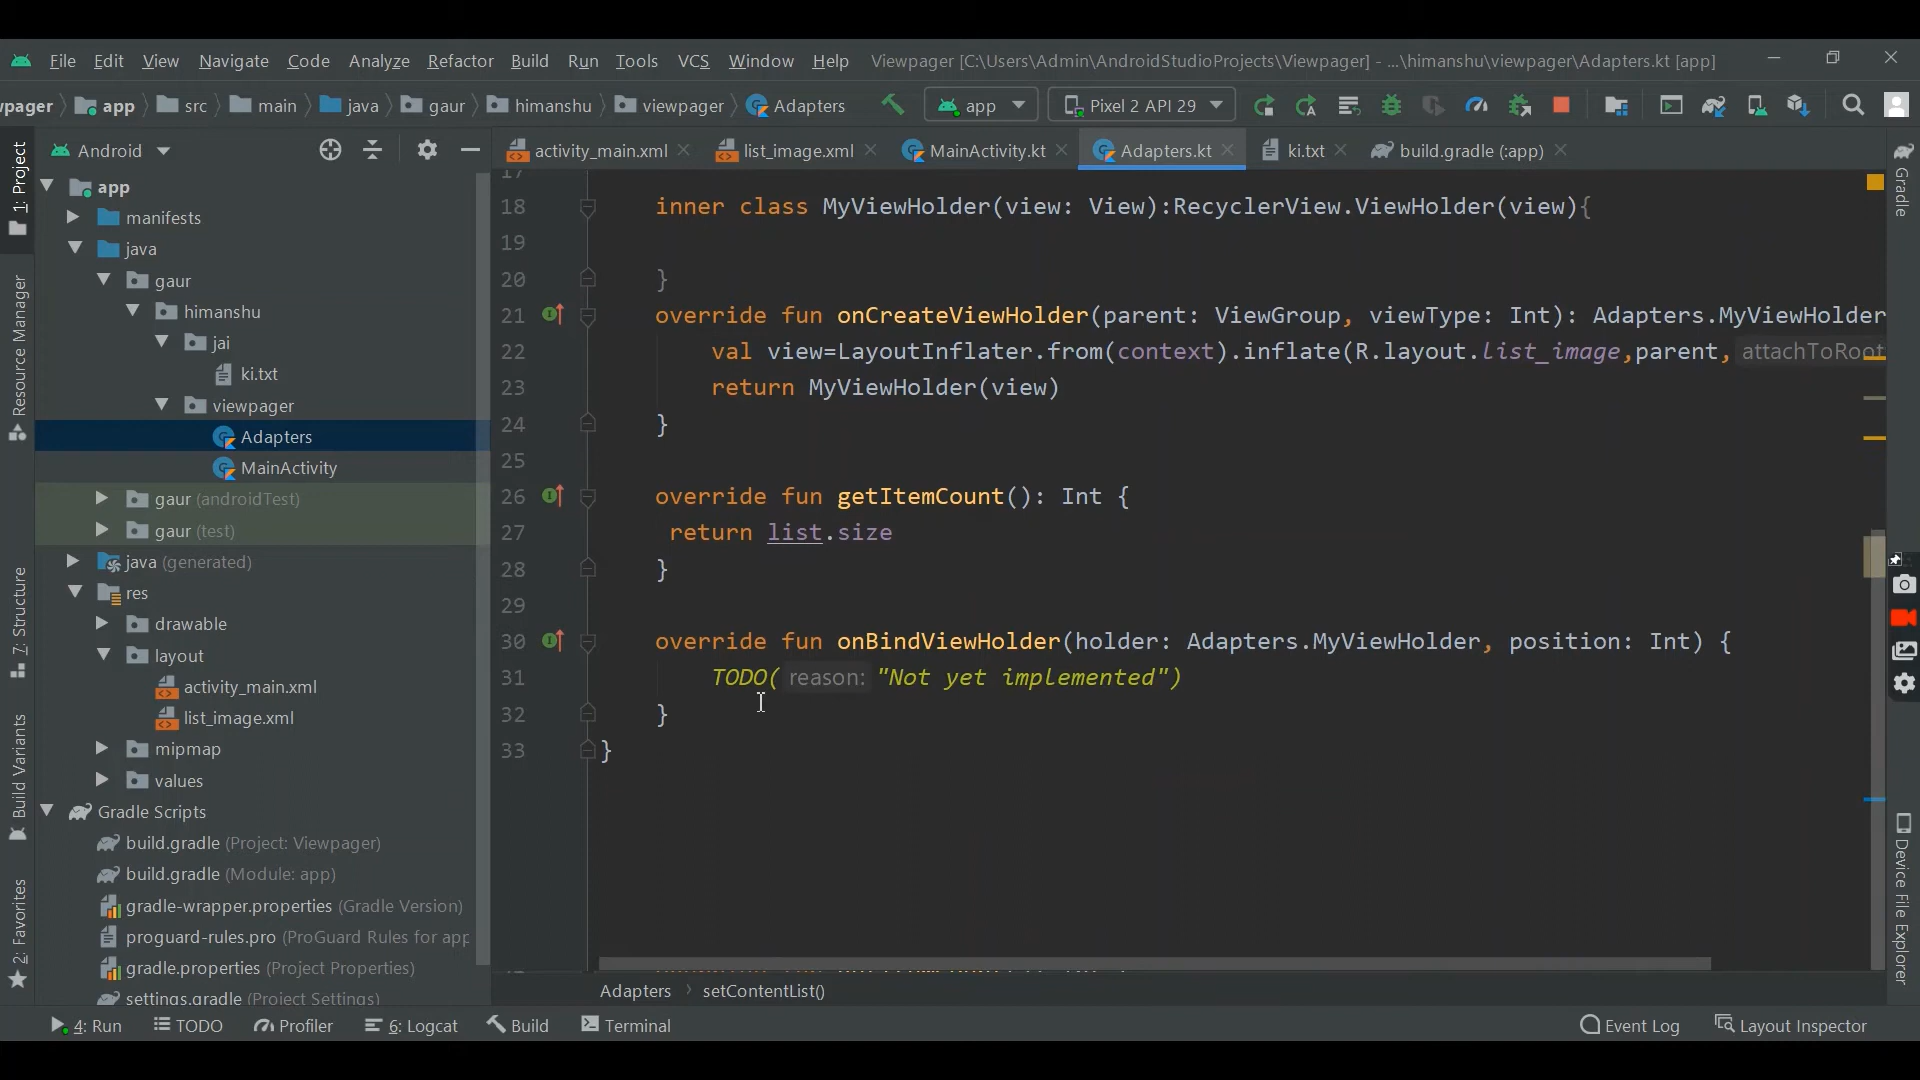 File Edit View Navigate Code Analyze Refactor Build Run Tools VCS Window Help Viewpager [C:\Users\Admin\AndroidStudioProjects\Viewpager] - ...\himanshu\viewpager\Adapters.kt [app]
vpager app src main java gaur himanshu viewpager Adapters app Pixel 2 API 29
1: Project
Resource Manager
7: Structure
Build Variants
2: Favorites
Android
app
manifests
java
gaur
himanshu
jai
ki.txt
viewpager
Adapters
MainActivity
gaur (androidTest)
gaur (test)
java (generated)
res
drawable
layout
activity_main.xml
list_image.xml
mipmap
values
Gradle Scripts
build.gradle (Project: Viewpager)
build.gradle (Module: app)
gradle-wrapper.properties (Gradle Version)
proguard-rules.pro (ProGuard Rules for app
gradle.properties (Project Properties)
settings.gradle (Project Settings)
activity_main.xml list_image.xml MainActivity.kt Adapters.kt ki.txt build.gradle (:app)
17
18 inner class MyViewHolder(view: View):RecyclerView.ViewHolder(view){
19
20 }
21 override fun onCreateViewHolder(parent: ViewGroup, viewType: Int): Adapters.MyViewHolder
22 val view=LayoutInflater.from(context).inflate(R.layout.list_image,parent, attachToRoot
23 return MyViewHolder(view)
24 }
25
26 override fun getItemCount(): Int {
27 return list.size
28 }
29
30 override fun onBindViewHolder(holder: Adapters.MyViewHolder, position: Int) {
31 TODO( reason: "Not yet implemented")
32 }
33 }
Adapters setContentList()
Gradle
Device File Explorer
4: Run TODO Profiler 6: Logcat Build Terminal Event Log Layout Inspector